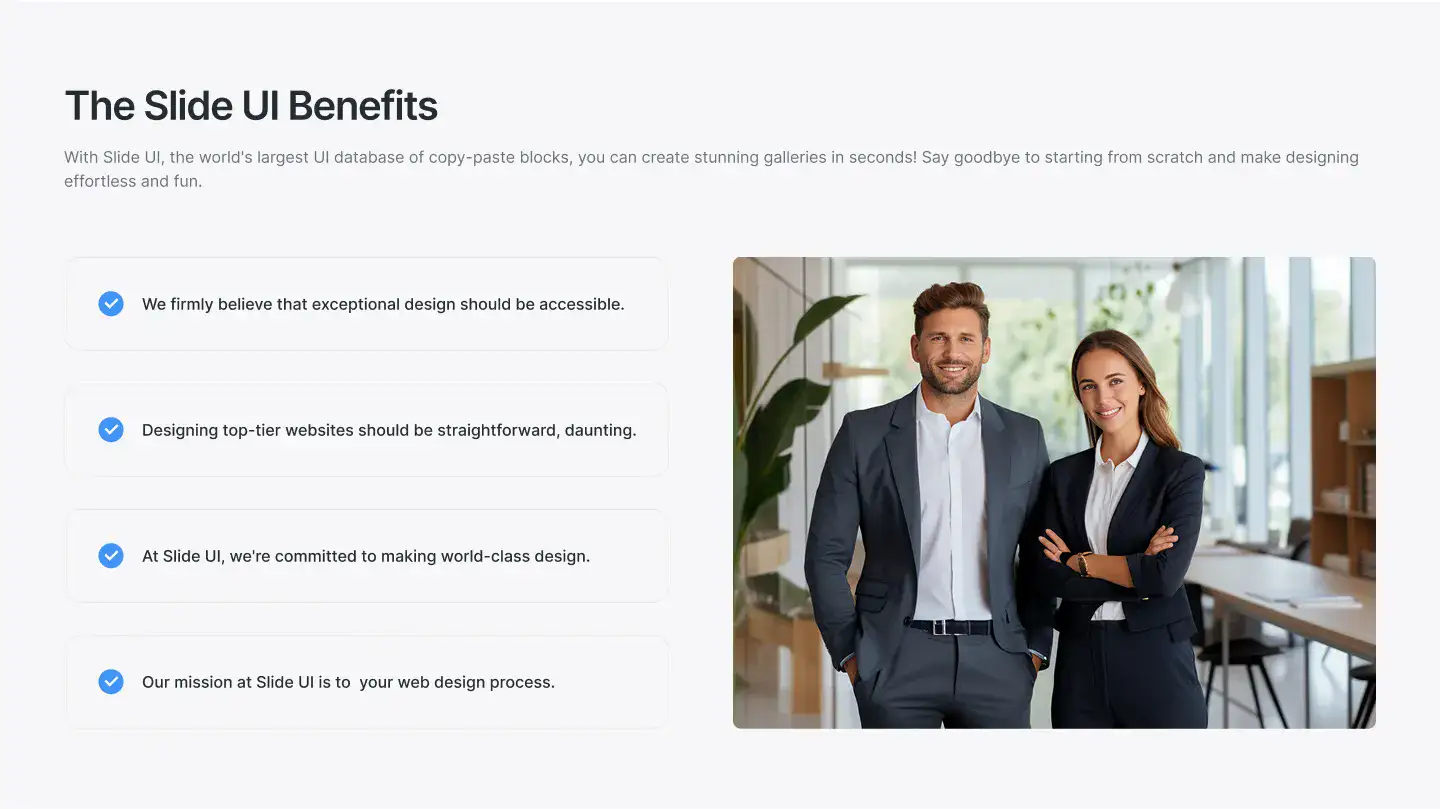 The Slide UI Benefits
With Slide UI, the world's largest UI database of copy-paste blocks, you can create stunning galleries in seconds! Say goodbye to starting from scratch and make designing
effortless and fun.
We firmly believe that exceptional design should be accessible.
Designing top-tier websites should be straightforward, daunting.
At Slide UI, we're committed to making world-class design.
Our mission at Slide UI is to  your web design process.